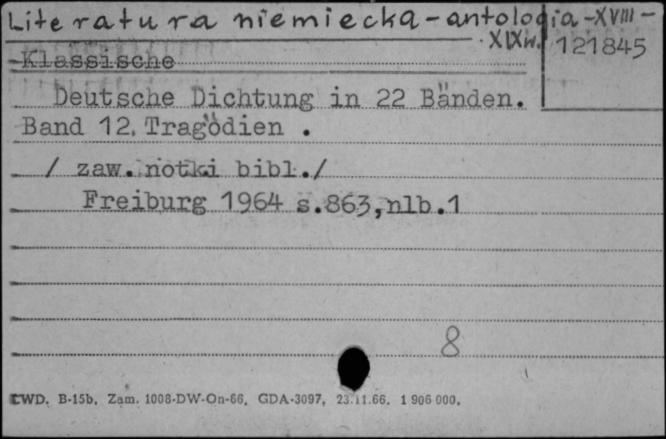 Literatura niemiecka - antologia - XVIII -
XIX w.
121845
Klassische
Deutsche Dichtung in 22 Bänden.
Band 12. Tragödien .
/ zaw. notki bibl./
Freiburg 1964 s.863,nlb.1
8
CWD. B-15b. Zam. 1008-DW-On-66. GDA-3097. 23.11.66. 1 906 000.